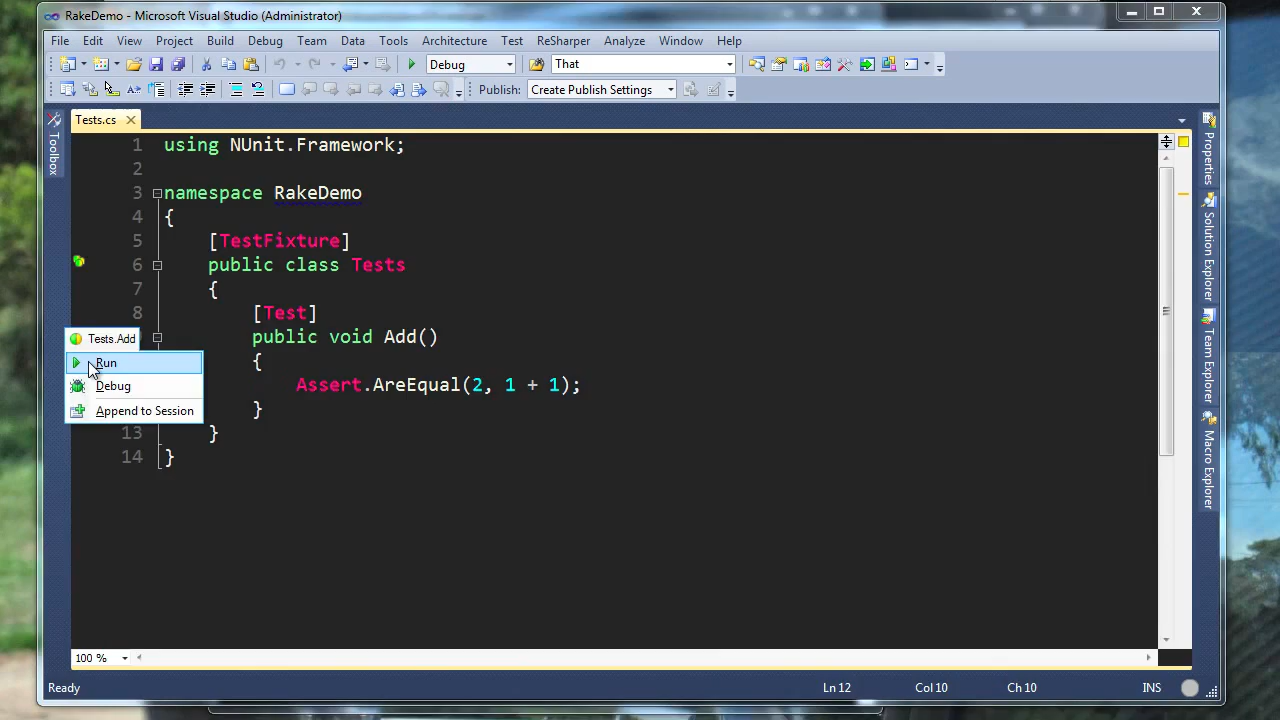 RakeDemo - Microsoft Visual Studio (Administrator)
File Edit View Project Build Debug Team Data Tools Architecture Test ReSharper Analyze Window Help
Debug That
Publish: Create Publish Settings
Tests.cs
Toolbox
Properties
Solution Explorer
Team Explorer
Macro Explorer
1 using NUnit.Framework;
2
3 namespace RakeDemo
4 {
5 [TestFixture]
6 public class Tests
7 {
8 [Test]
public void Add()
{
Assert.AreEqual(2, 1 + 1);
}
13 }
14 }
Tests.Add
Run
Debug
Append to Session
100 %
Ready Ln 12 Col 10 Ch 10 INS